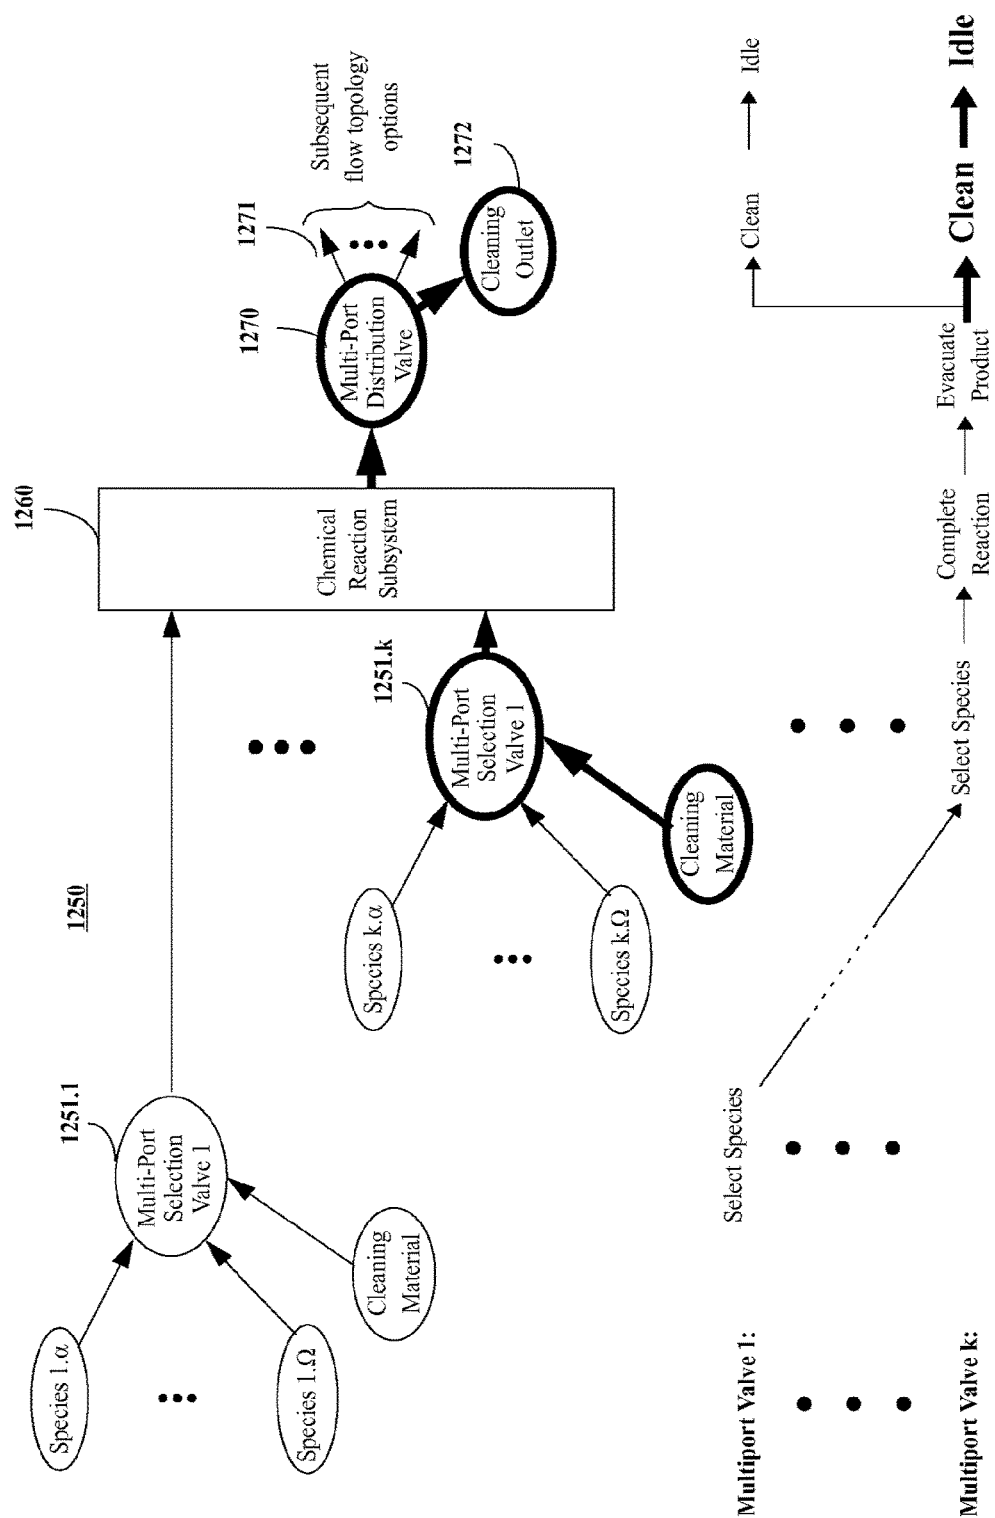 1250
1251.1
Multi-Port
Selection
Valve 1
Species 1.α
Species 1.Ω
Cleaning
Material
1251.k
Multi-Port
Selection
Valve 1
Species k.α
Species k.Ω
Cleaning
Material
1260
Chemical
Reaction
Subsystem
1270
Multi-Port
Distribution
Valve
1271
Subsequent
flow topology
options
1272
Cleaning
Outlet
Multiport Valve 1:
Select Species
Clean
Idle
Multiport Valve k:
Select Species
Complete
Reaction
Evacuate
Product
Clean
Idle